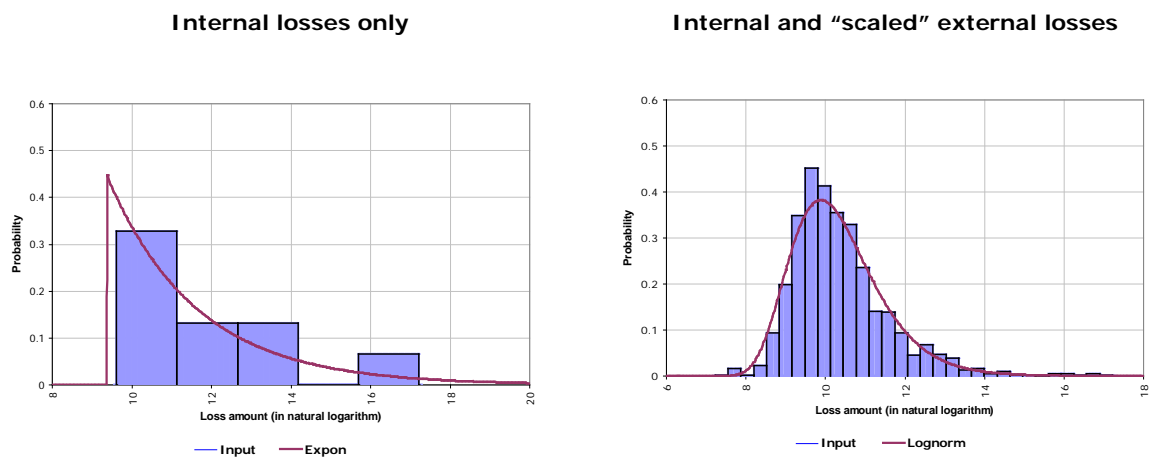 Internal losses only
0.6
0.5
0.4
0.3
0.2
0.1
0
Probability
8
10
12
14
16
18
20
Loss amount (in natural logarithm)
Input
Expon
Internal and “scaled” external losses
0.6
0.5
0.4
0.3
0.2
0.1
0
Probability
6
8
10
12
14
16
18
Loss amount (in natural logarithm)
Input
Lognorm